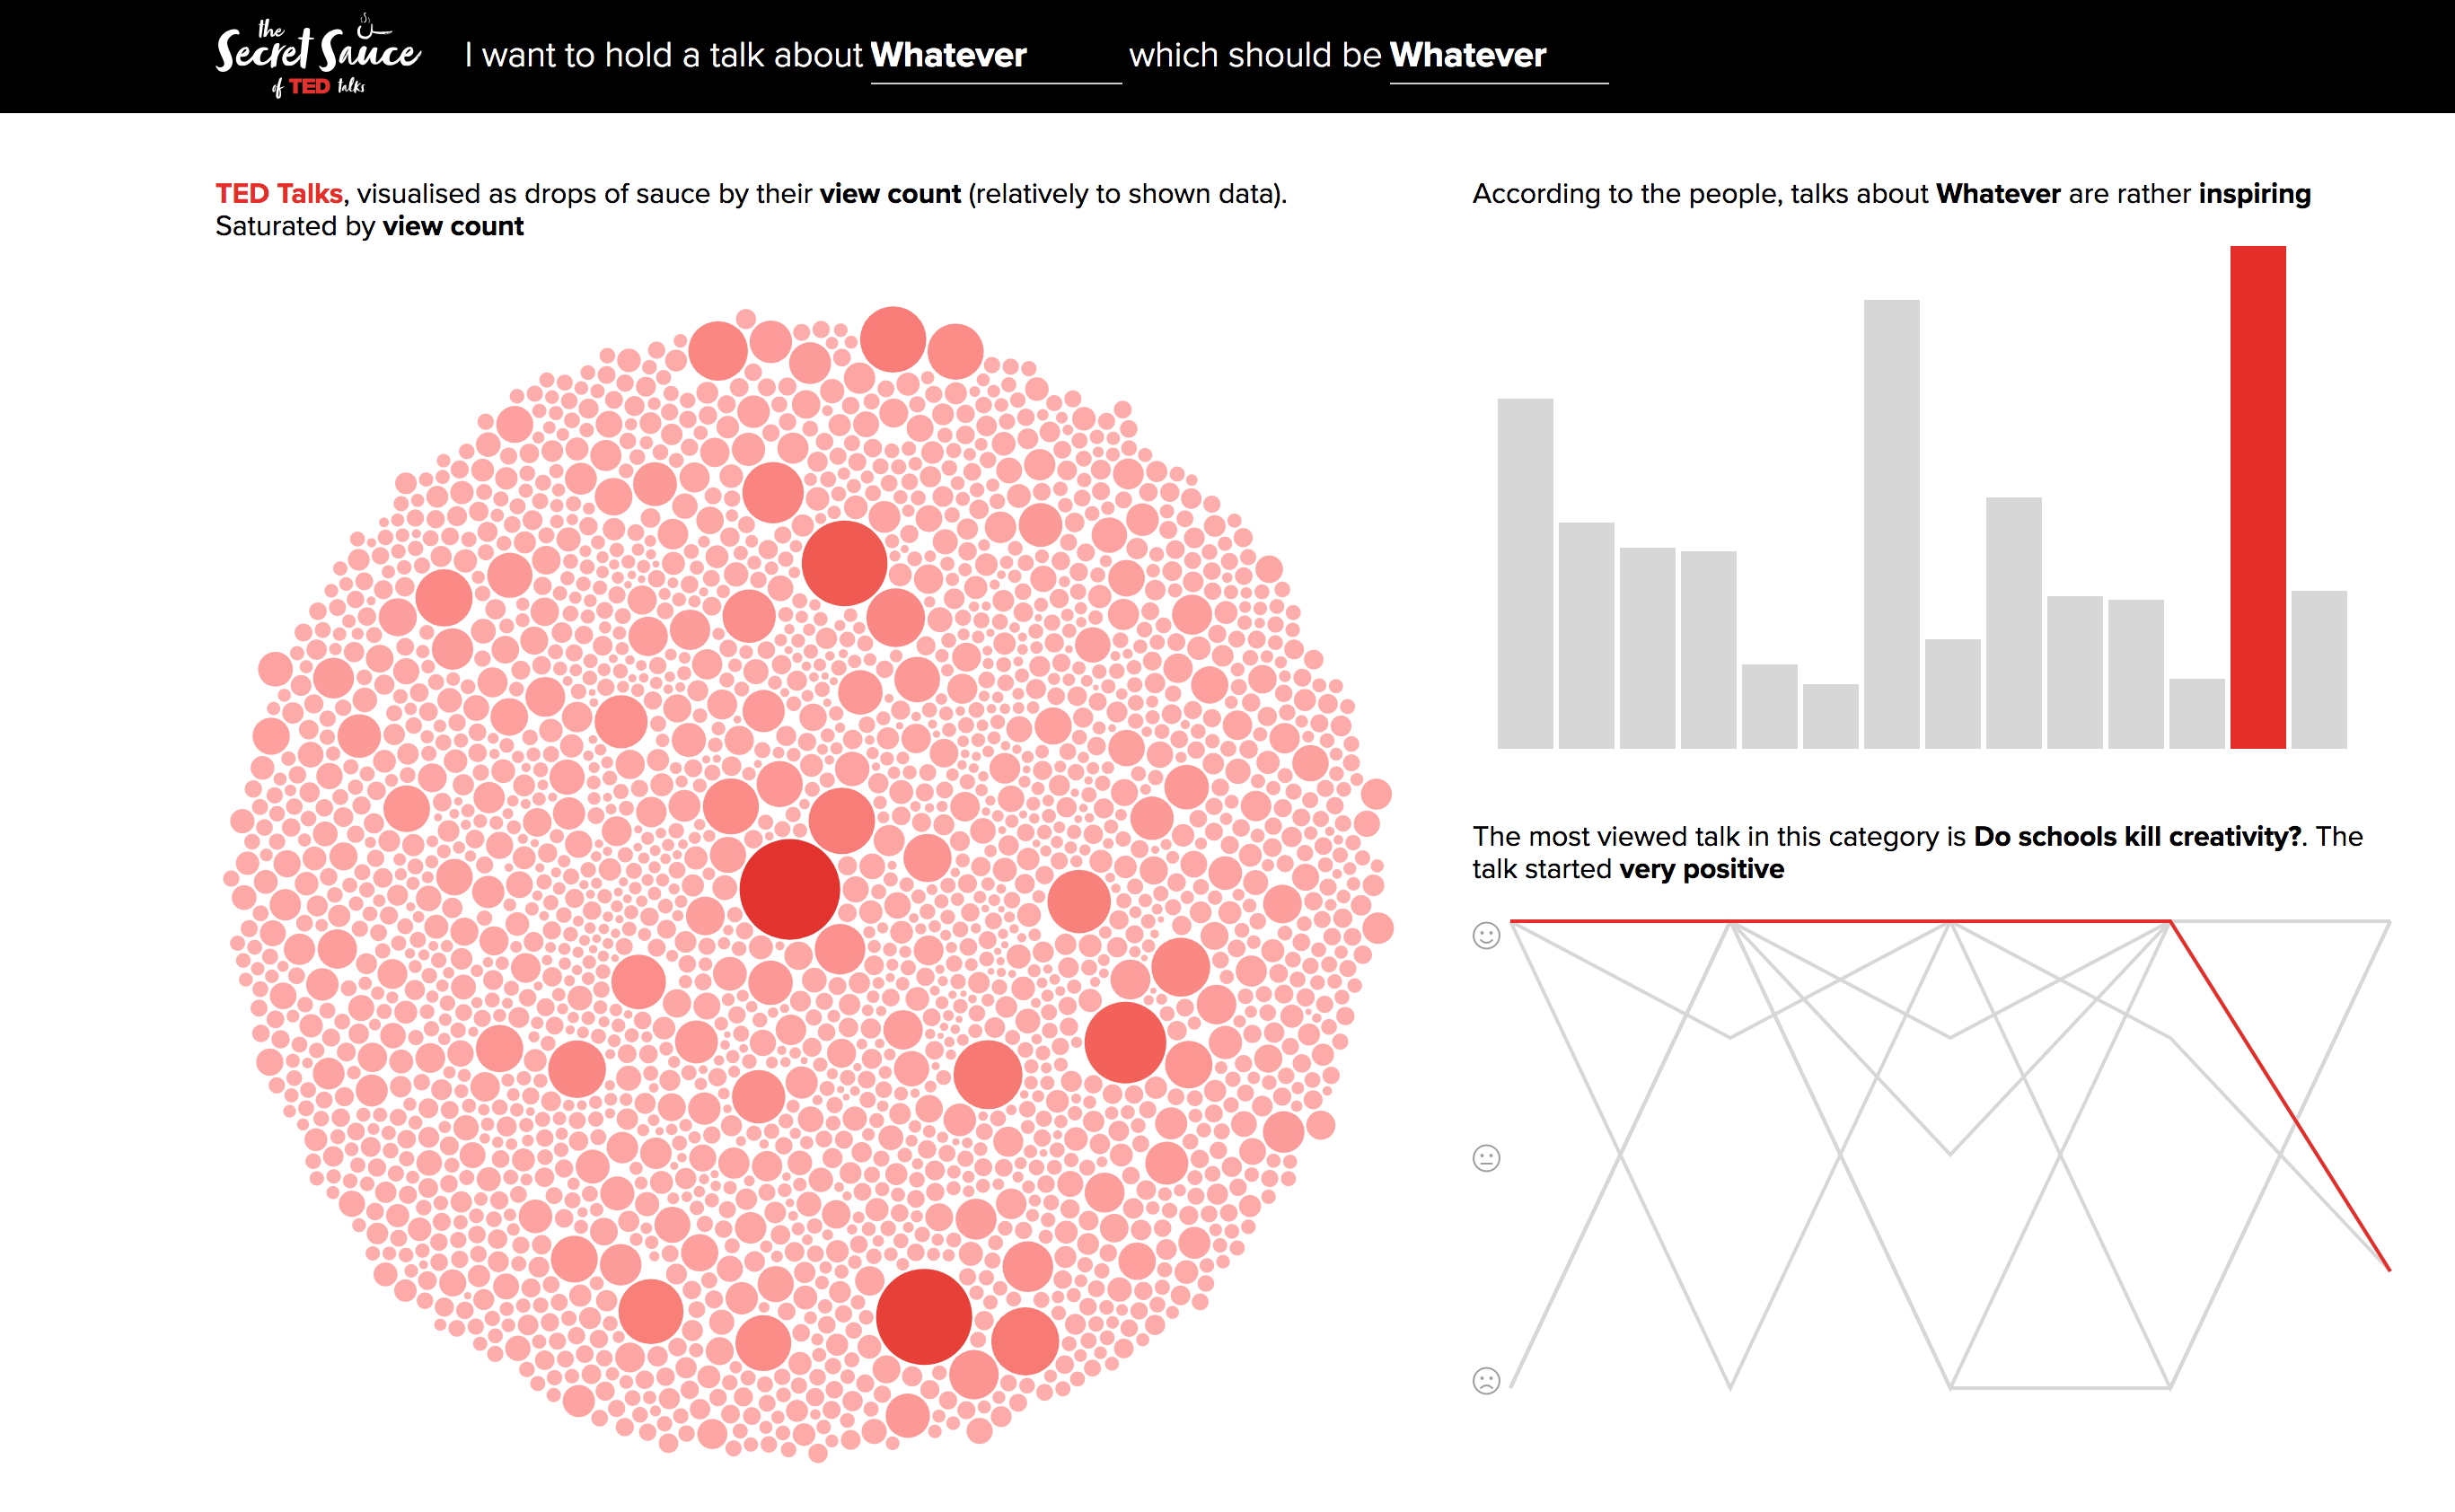 the
Secret Sauce
of TED talks
I want to hold a talk about Whatever which should be Whatever
TED Talks, visualised as drops of sauce by their view count (relatively to shown data).
Saturated by view count
According to the people, talks about Whatever are rather inspiring
The most viewed talk in this category is Do schools kill creativity?. The
talk started very positive